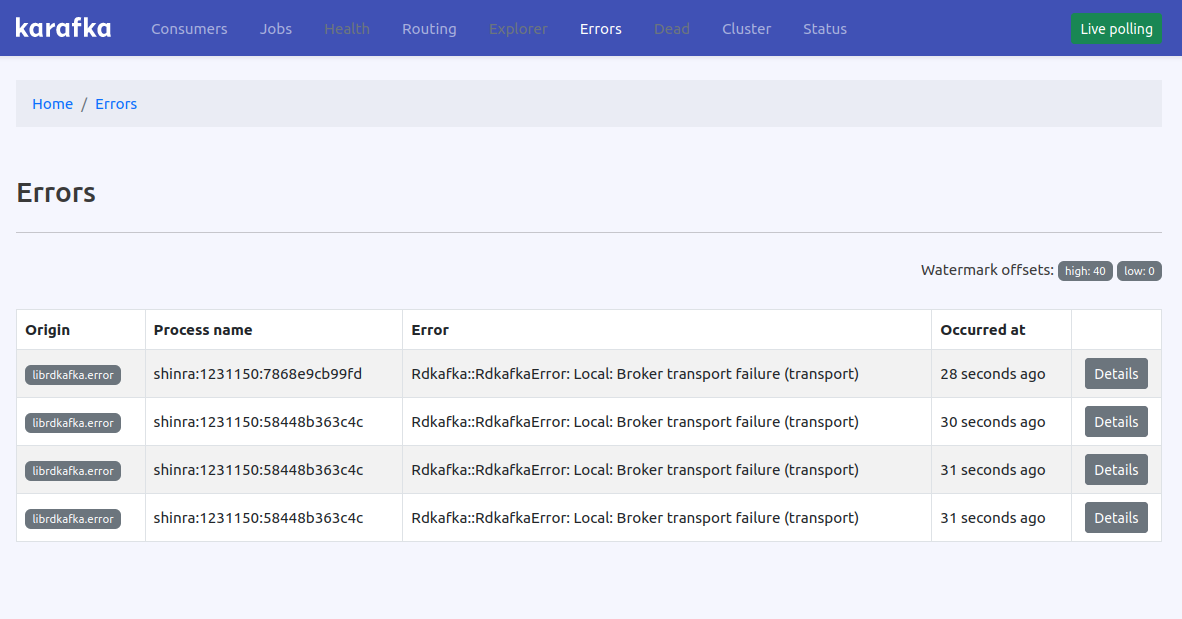 karafka Consumers Jobs Health Routing Explorer Errors Dead Cluster Status Live polling
Home / Errors
Errors
Watermark offsets: high: 40 low: 0
Origin Process name Error Occurred at
librdkafka.error shinra:1231150:7868e9cb99fd Rdkafka::RdkafkaError: Local: Broker transport failure (transport) 28 seconds ago Details
librdkafka.error shinra:1231150:58448b363c4c Rdkafka::RdkafkaError: Local: Broker transport failure (transport) 30 seconds ago Details
librdkafka.error shinra:1231150:58448b363c4c Rdkafka::RdkafkaError: Local: Broker transport failure (transport) 31 seconds ago Details
librdkafka.error shinra:1231150:58448b363c4c Rdkafka::RdkafkaError: Local: Broker transport failure (transport) 31 seconds ago Details